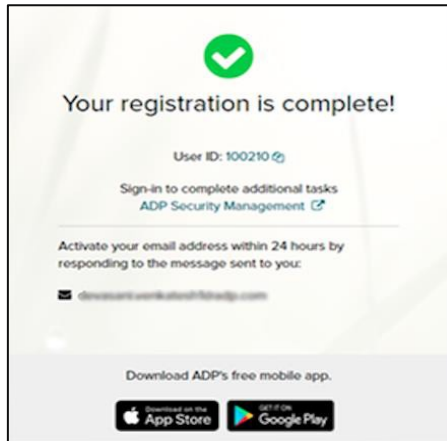 Your registration is complete!
User ID: 100210
Sign-in to complete additional tasks
ADP Security Management
Activate your email address within 24 hours by
responding to the message sent to you:
Download ADP's free mobile app.
Download on the
App Store
GET IT ON
Google Play